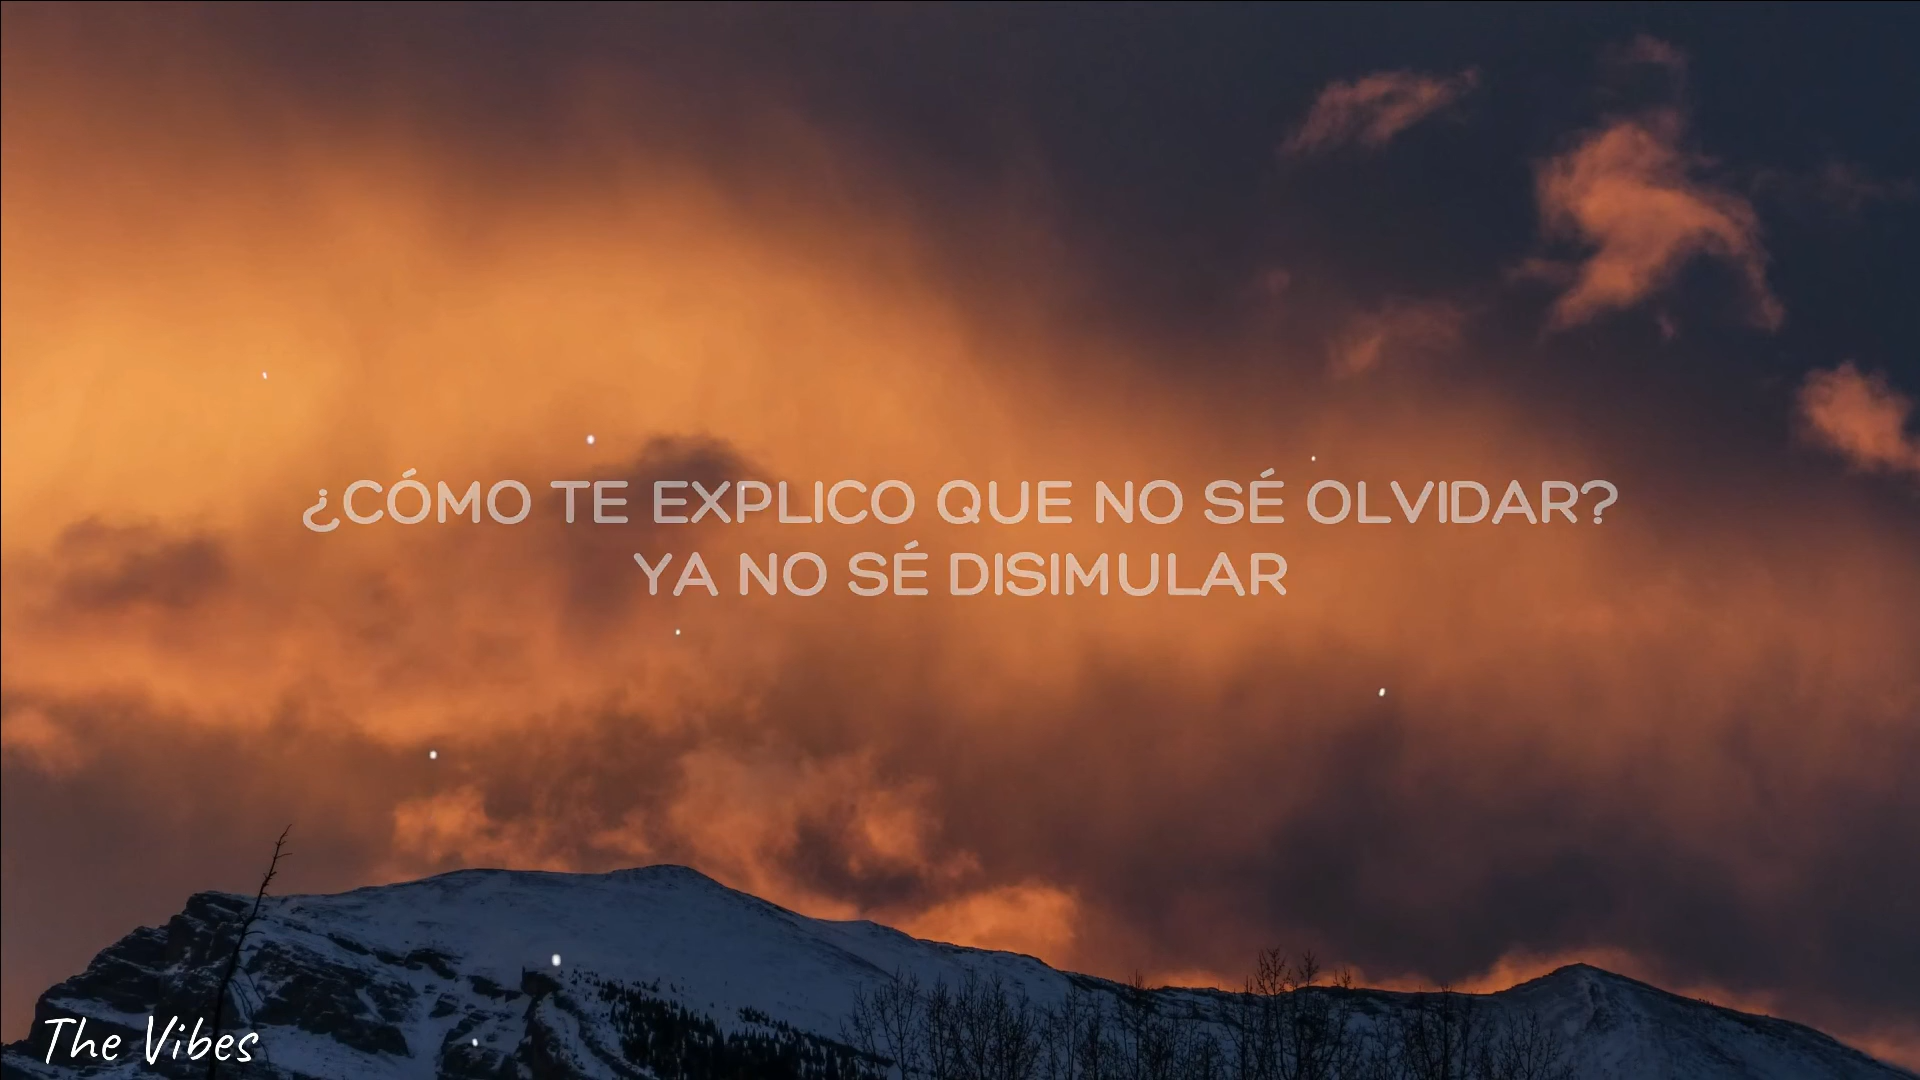 ¿CÓMO TE EXPLICO QUE NO SÉ OLVIDAR?
YA NO SÉ DISIMULAR
The Vibes